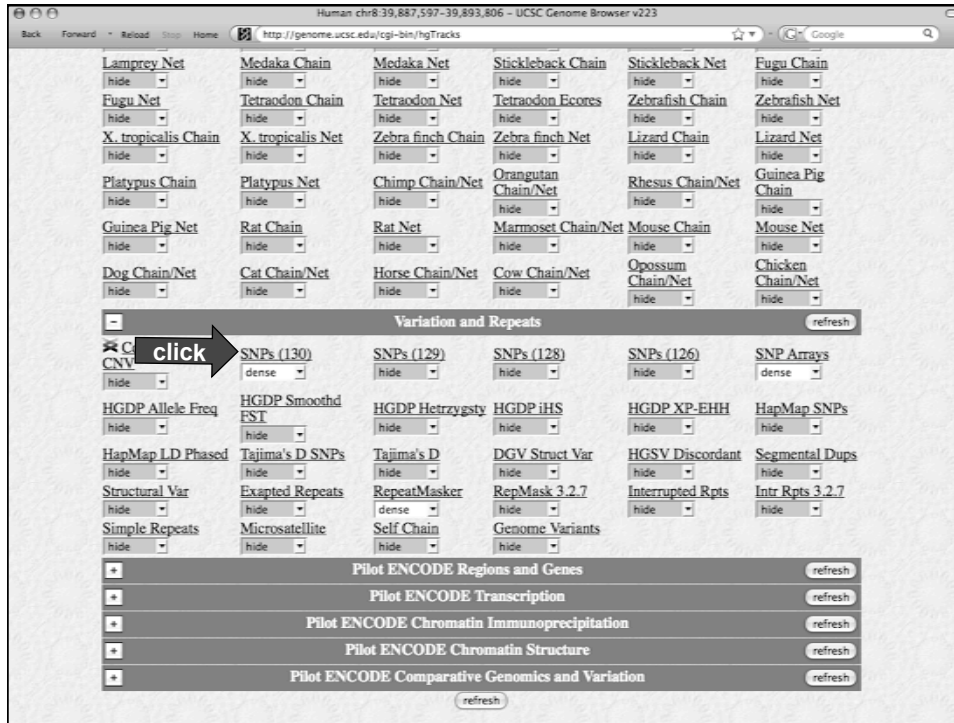 Human chr8:39,887,597-39,893,806 – UCSC Genome Browser v223
Back Forward Reload Stop Home http://genome.ucsc.edu/cgi-bin/hgTracks Google
Lamprey Net Medaka Chain Medaka Net Stickleback Chain Stickleback Net Fugu Chain
hide hide hide hide hide hide
Fugu Net Tetraodon Chain Tetraodon Net Tetraodon Ecores Zebrafish Chain Zebrafish Net
hide hide hide hide hide hide
X. tropicalis Chain X. tropicalis Net Zebra finch Chain Zebra finch Net Lizard Chain Lizard Net
hide hide hide hide hide hide
Platypus Chain Platypus Net Chimp Chain/Net Orangutan Chain/Net Rhesus Chain/Net Guinea Pig Chain
hide hide hide hide hide hide
Guinea Pig Net Rat Chain Rat Net Marmoset Chain/Net Mouse Chain Mouse Net
hide hide hide hide hide hide
Dog Chain/Net Cat Chain/Net Horse Chain/Net Cow Chain/Net Opossum Chain/Net Chicken Chain/Net
hide hide hide hide hide hide
- Variation and Repeats refresh
CNV click SNPs (130) SNPs (129) SNPs (128) SNPs (126) SNP Arrays
hide dense hide hide hide dense
HGDP Allele Freq HGDP Smoothd FST HGDP Hetrzygsty HGDP iHS HGDP XP-EHH HapMap SNPs
hide hide hide hide hide hide
HapMap LD Phased Tajima's D SNPs Tajima's D DGV Struct Var HGSV Discordant Segmental Dups
hide hide hide hide hide hide
Structural Var Exapted Repeats RepeatMasker RepMask 3.2.7 Interrupted Rpts Intr Rpts 3.2.7
hide hide dense hide hide hide
Simple Repeats Microsatellite Self Chain Genome Variants
hide hide hide hide
+ Pilot ENCODE Regions and Genes refresh
+ Pilot ENCODE Transcription refresh
+ Pilot ENCODE Chromatin Immunoprecipitation refresh
+ Pilot ENCODE Chromatin Structure refresh
+ Pilot ENCODE Comparative Genomics and Variation refresh
refresh